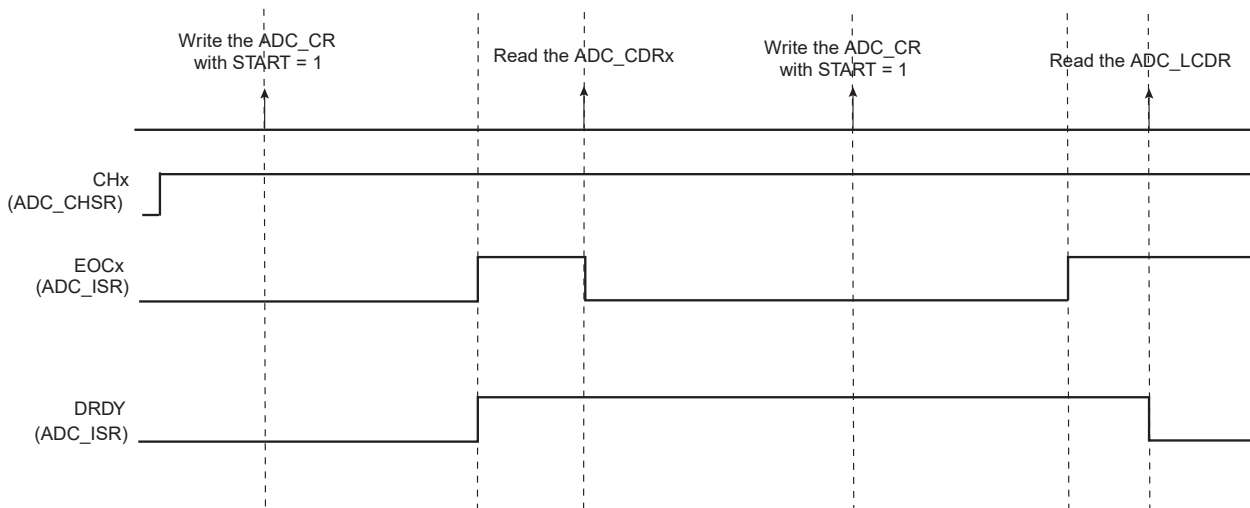 Write the ADC_CR
with START = 1
Read the ADC_CDRx
Write the ADC_CR
with START = 1
Read the ADC_LCDR
CHx
(ADC_CHSR)
EOCx
(ADC_ISR)
DRDY
(ADC_ISR)